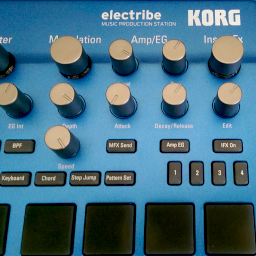 electribe KORG
MUSIC PRODUCTION STATION
Modulation Amp/EG
EG Int Depth Attack Decay/Release Edit
BPF MFX Send Amp EG IFX On
Speed
Keyboard Chord Step Jump Pattern Set 1 2 3 4